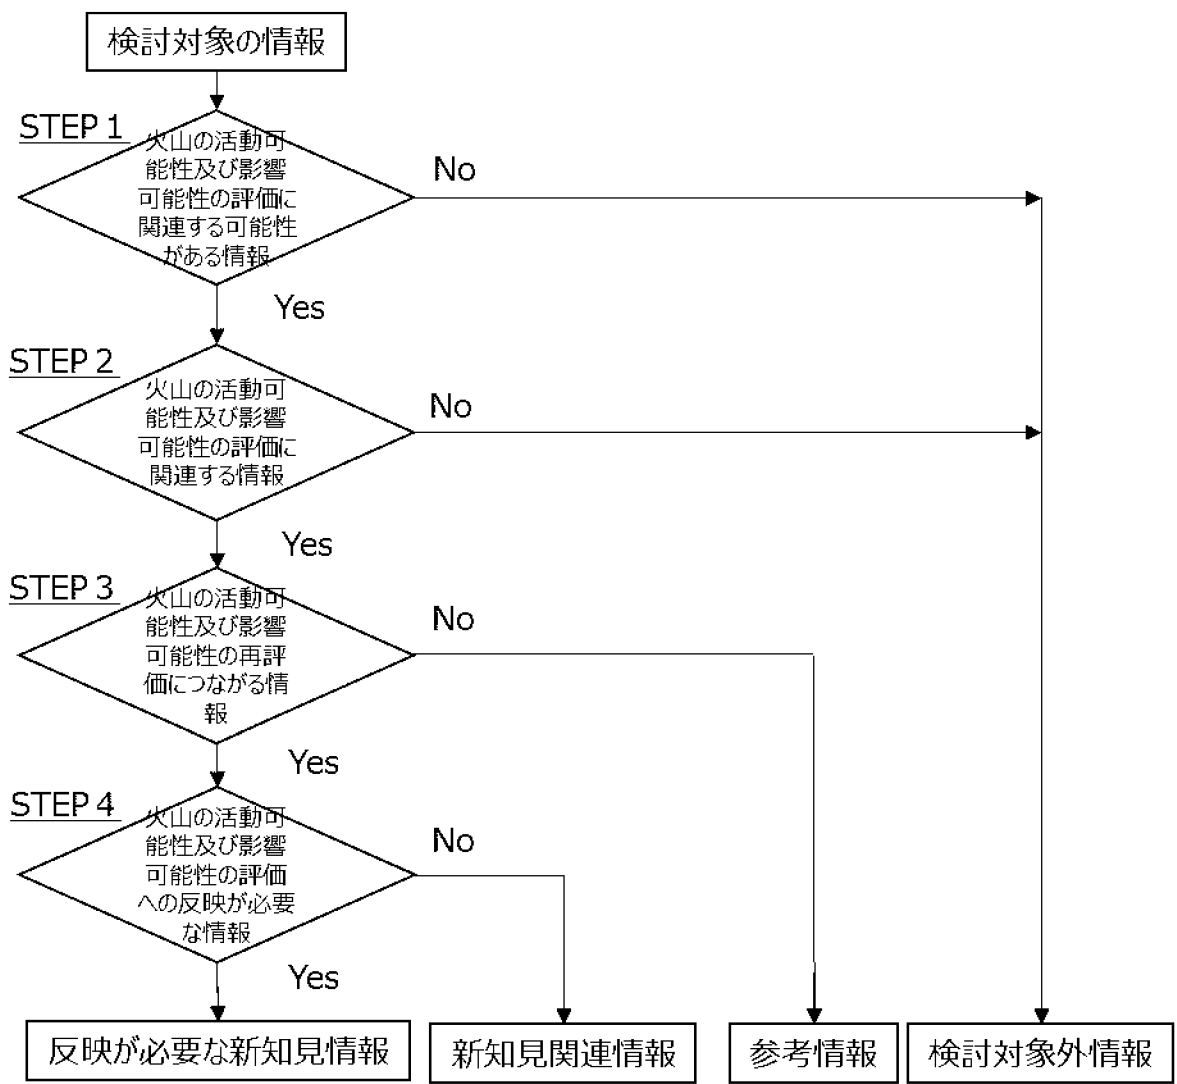 検討対象の情報
STEP 1
火山の活動可
能性及び影響
可能性の評価に
関連する可能性
がある情報
No
Yes
STEP 2
火山の活動可
能性及び影響
可能性の評価に
関連する情報
No
Yes
STEP 3
火山の活動可
能性及び影響
可能性の再評
価につながる情
報
No
Yes
STEP 4
火山の活動可
能性及び影響
可能性の評価
への反映が必要
な情報
No
Yes
反映が必要な新知見情報
新知見関連情報
参考情報
検討対象外情報